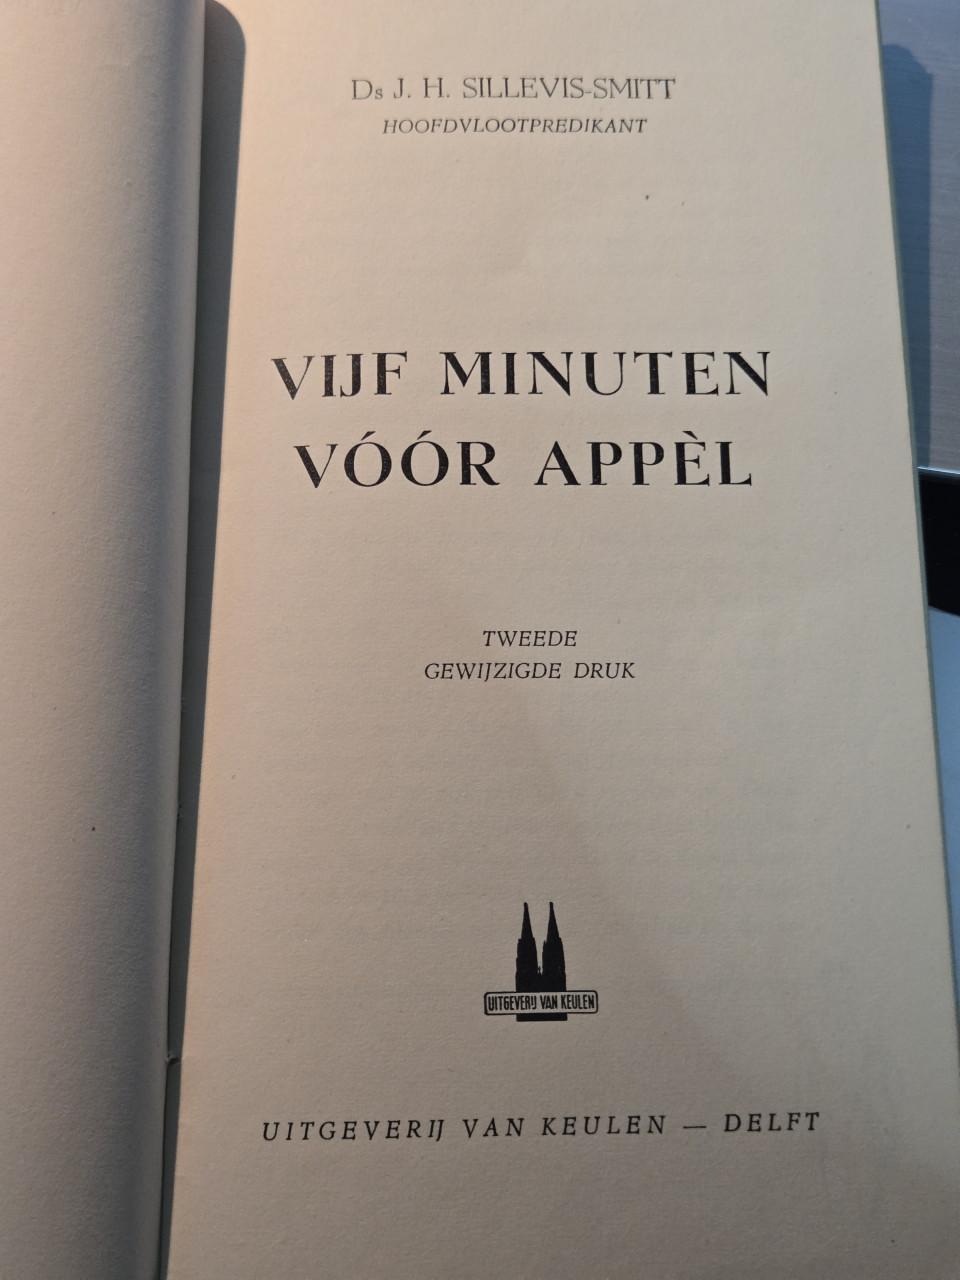 Ds J. H. SILLEVIS-SMITT
HOOFDVLOOTPREDIKANT
VIJF MINUTEN
VÓÓR APPÈL
TWEEDE
GEWIJZIGDE DRUK
UITGEVERIJ VAN KEULEN
UITGEVERIJ VAN KEULEN — DELFT